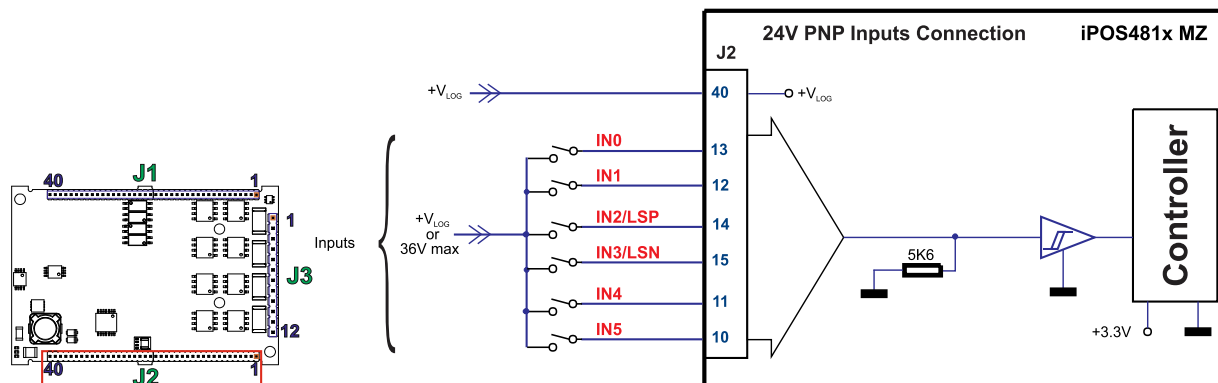 24V PNP Inputs Connection
iPOS481x MZ
J2
+VLOG
40
+VLOG
IN0
13
IN1
12
IN2/LSP
14
IN3/LSN
15
IN4
11
IN5
10
Inputs
+VLOG
or
36V max
5K6
Controller
+3.3V
40
J1
1
1
J3
12
40
J2
1